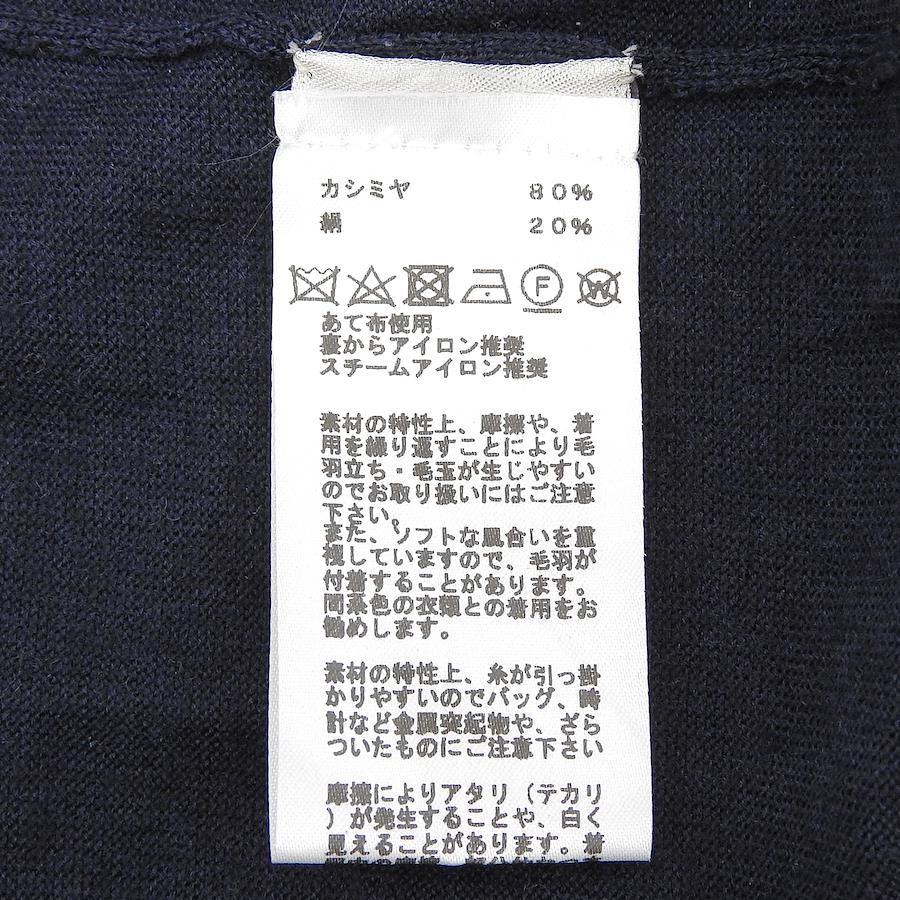 カシミヤ 80%
絹 20%
F
W
あて布使用
裏からアイロン推奨
スチームアイロン推奨
素材の特性上、摩擦や、着
用を繰り返すことにより毛
羽立ち・毛玉が生じやすい
のでお取り扱いにはご注意
下さい。
また、ソフトな風合いを重
視していますので、毛羽が
付着することがあります。
同系色の衣類との着用をお
勧めします。
素材の特性上、糸が引っ掛
かりやすいのでバッグ、時
計など金属突起物や、ざら
ついたものにご注意下さい
摩擦によりアタリ（テカリ
）が発生することや、白く
見えることがあります。着